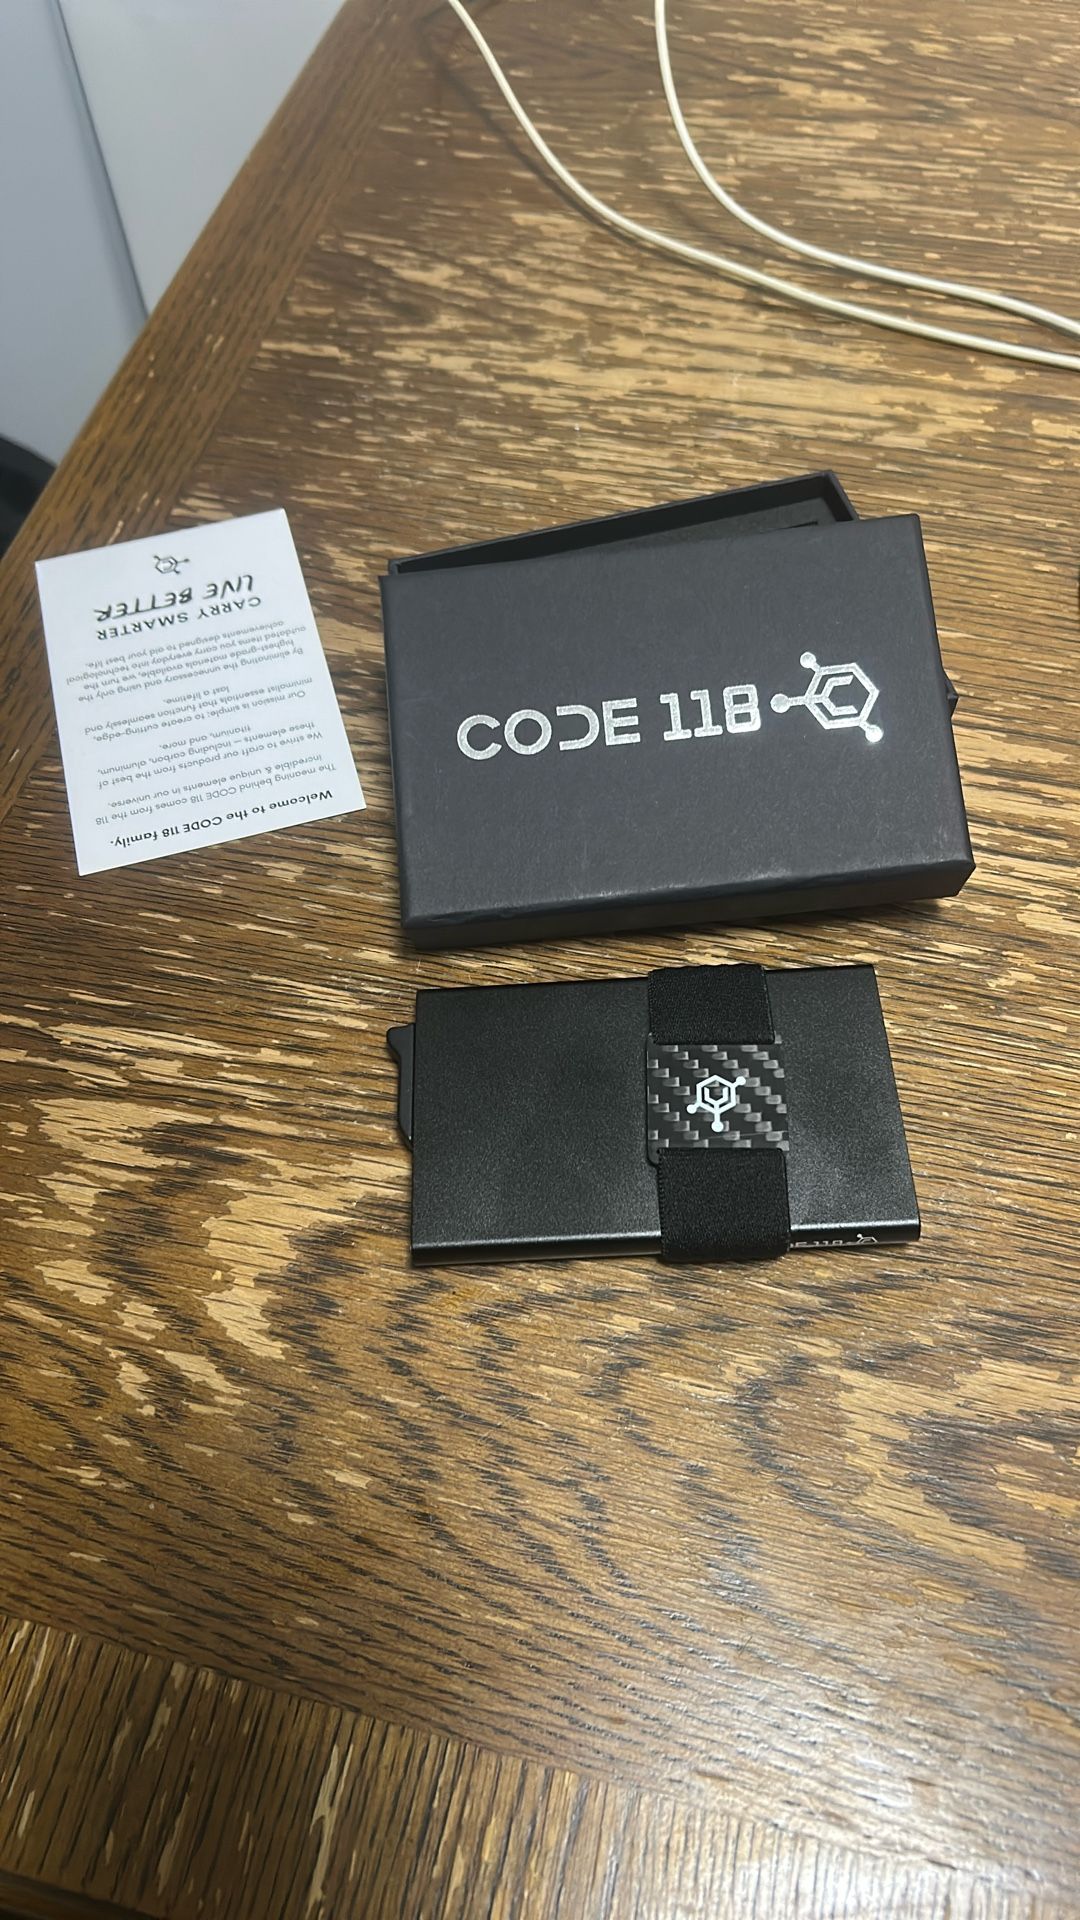 CODE 118
Welcome to the CODE 118 family.
The meaning behind CODE 118 comes from the 118
incredible & unique elements in our universe.
We strive to craft our products from the best of
these elements — including carbon, aluminum,
titanium, and more.
Our mission is simple; to create cutting-edge,
minimalist essentials that function seamlessly and
last a lifetime.
By eliminating the unnecessary and using only the
highest-grade materials available, we turn the
outdated items you carry everyday into technological
achievements designed to aid your best life.
CARRY SMARTER
LIVE BETTER
118